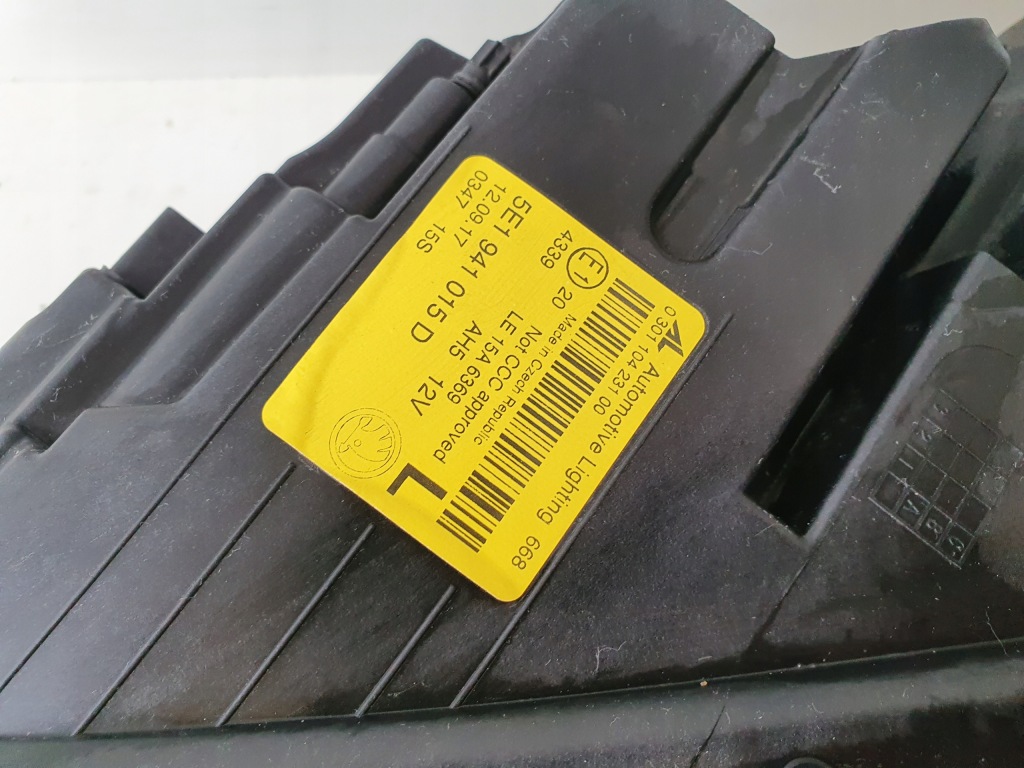 0 301 104 231 00
Automotive Lighting 668
Made in Czech Republic
4339 E1 20 Not CCC approved
LE 15A 6369
AH5 12V
L
5E1 941 015 D
12.09.17 15S
0347